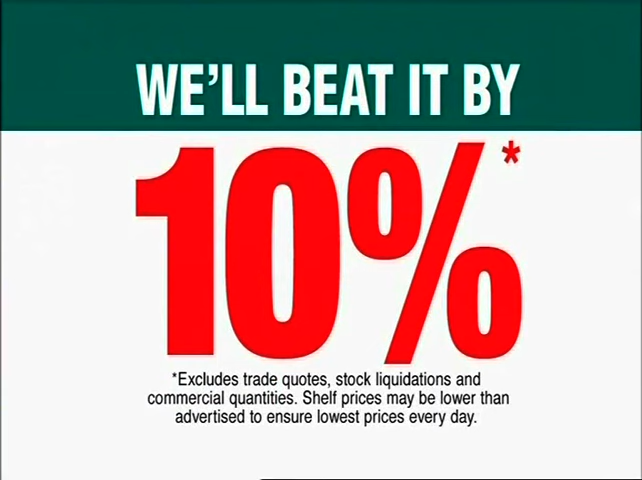 WE'LL BEAT IT BY
10%*
*Excludes trade quotes, stock liquidations and
commercial quantities. Shelf prices may be lower than
advertised to ensure lowest prices every day.